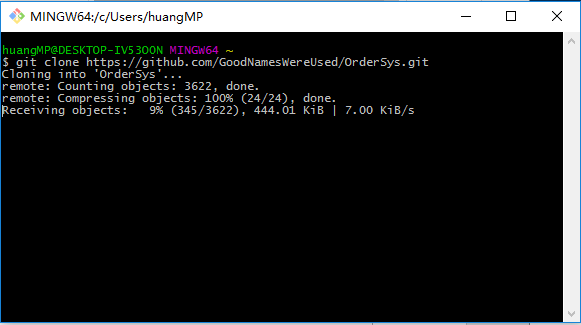 MINGW64:/c/Users/huangMP
huangMP@DESKTOP-IV53OON MINGW64 ~
$ git clone https://github.com/GoodNamesWereUsed/OrderSys.git
Cloning into 'OrderSys'...
remote: Counting objects: 3622, done.
remote: Compressing objects: 100% (24/24), done.
Receiving objects:   9% (345/3622), 444.01 KiB | 7.00 KiB/s